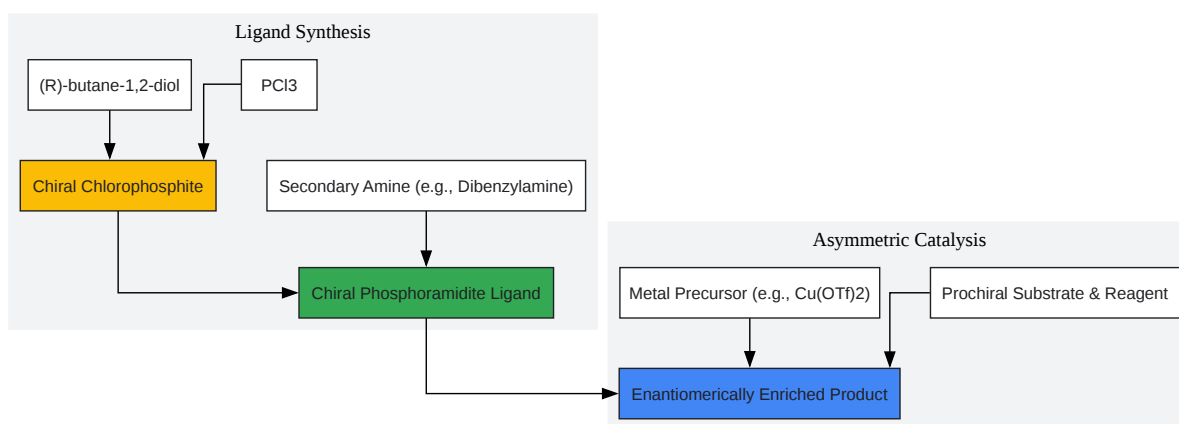 Ligand Synthesis
(R)-butane-1,2-diol
PCl3
Chiral Chlorophosphite
Secondary Amine (e.g., Dibenzylamine)
Chiral Phosphoramidite Ligand
Asymmetric Catalysis
Metal Precursor (e.g., Cu(OTf)2)
Prochiral Substrate & Reagent
Enantiomerically Enriched Product